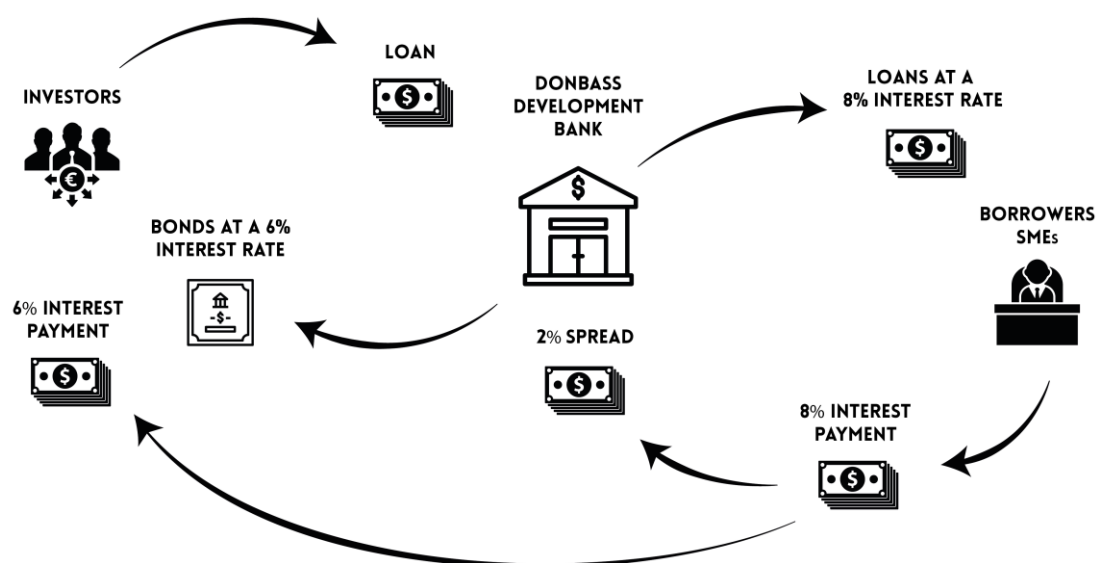 LOAN
INVESTORS
DONBASS
DEVELOPMENT
BANK
LOANS AT A
8% INTEREST RATE
$
$
€
$
BONDS AT A 6%
INTEREST RATE
BORROWERS
SMEs
-$-
6% INTEREST
PAYMENT
2% SPREAD
$
$
8% INTEREST
PAYMENT
$